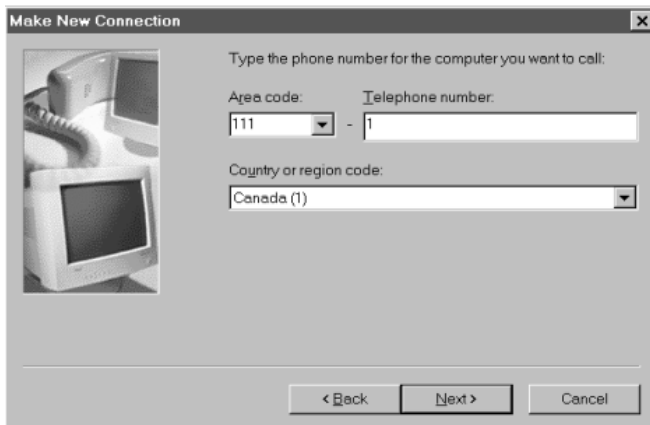 Make New Connection
Type the phone number for the computer you want to call:
Area code: Telephone number:
111 - 1
Country or region code:
Canada (1)
< Back Next > Cancel